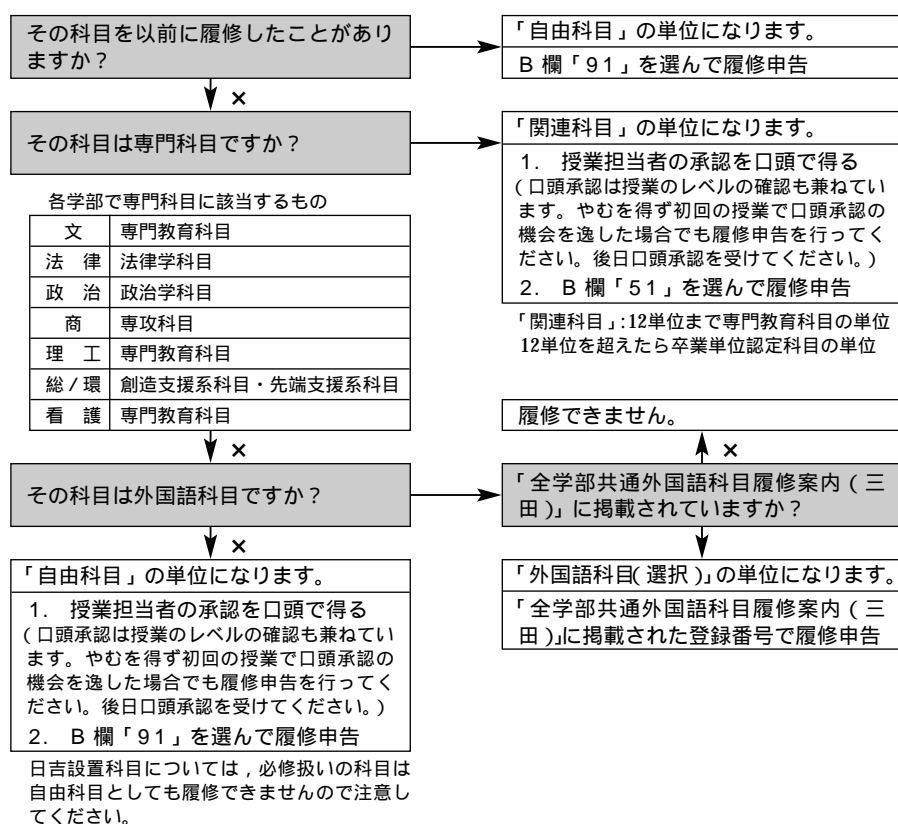 その科目を以前に履修したことがあり
ますか？
「自由科目」の単位になります。
B 欄「91」を選んで履修申告
×
その科目は専門科目ですか？
「関連科目」の単位になります。
1. 授業担当者の承認を口頭で得る
（口頭承認は授業のレベルの確認も兼ねてい
ます。やむを得ず初回の授業で口頭承認の
機会を逸した場合でも履修申告を行ってく
ださい。後日口頭承認を受けてください。）
2. B 欄「51」を選んで履修申告
「関連科目」:12単位まで専門教育科目の単位
12単位を超えたら卒業単位認定科目の単位
各学部で専門科目に該当するもの
文 専門教育科目
法 律 法律学科目
政 治 政治学科目
商 専攻科目
理 工 専門教育科目
総/環 創造支援系科目・先端支援系科目
看 護 専門教育科目
×
その科目は外国語科目ですか？
「全学部共通外国語科目履修案内（三
田）」に掲載されていますか？
×
履修できません。
「外国語科目（選択）」の単位になります。
「全学部共通外国語科目履修案内（三
田）」に掲載された登録番号で履修申告
×
「自由科目」の単位になります。
1. 授業担当者の承認を口頭で得る
（口頭承認は授業のレベルの確認も兼ねてい
ます。やむを得ず初回の授業で口頭承認の
機会を逸した場合でも履修申告を行ってく
ださい。後日口頭承認を受けてください。）
2. B 欄「91」を選んで履修申告
日吉設置科目については，必修扱いの科目は
自由科目としても履修できませんので注意し
てください。